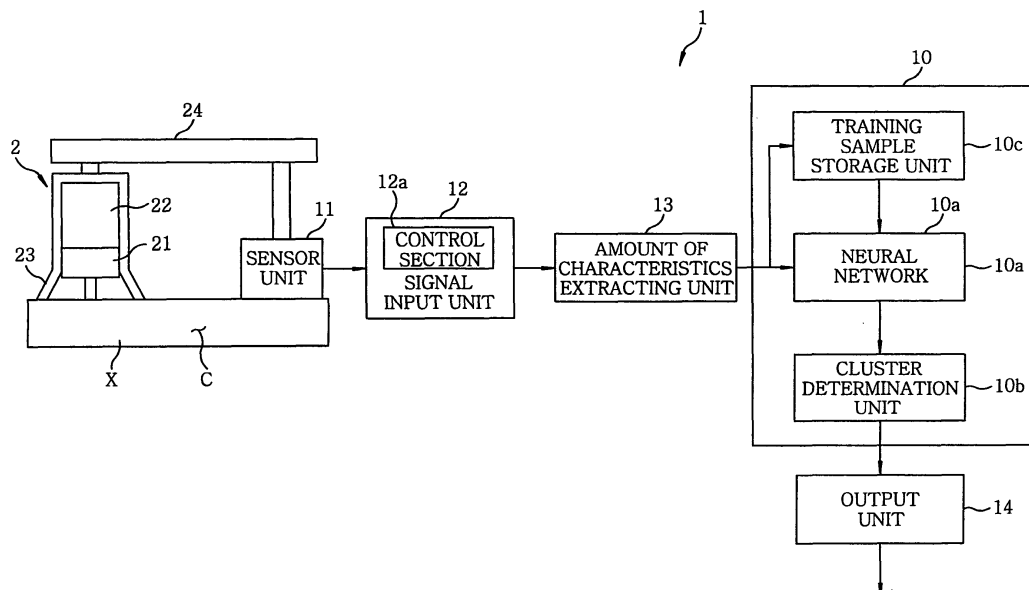 1
10
24
TRAINING
SAMPLE
STORAGE UNIT
10c
2
22
11
12a
12
13
10a
21
CONTROL
SECTION
SIGNAL
INPUT UNIT
AMOUNT OF
CHARACTERISTICS
EXTRACTING UNIT
NEURAL
NETWORK
10a
23
SENSOR
UNIT
CLUSTER
DETERMINATION
UNIT
10b
X
C
OUTPUT
UNIT
14